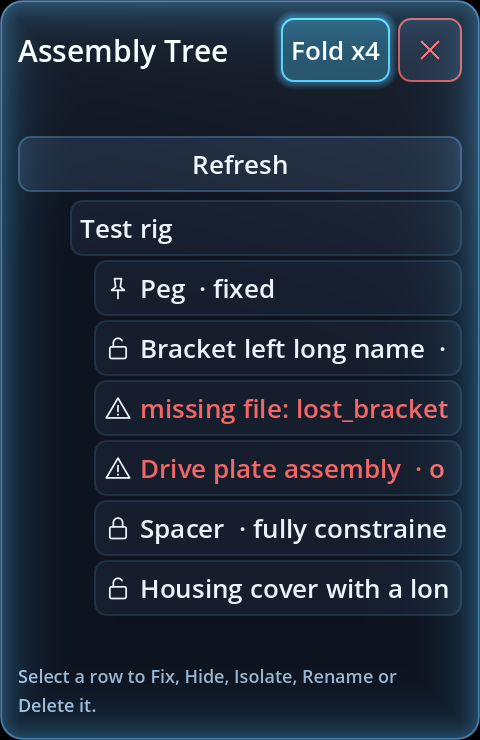 Assembly Tree
Fold x4
Refresh
Test rig
Peg · fixed
Bracket left long name ·
missing file: lost_bracket
Drive plate assembly · o
Spacer · fully constraine
Housing cover with a lon
Select a row to Fix, Hide, Isolate, Rename or
Delete it.